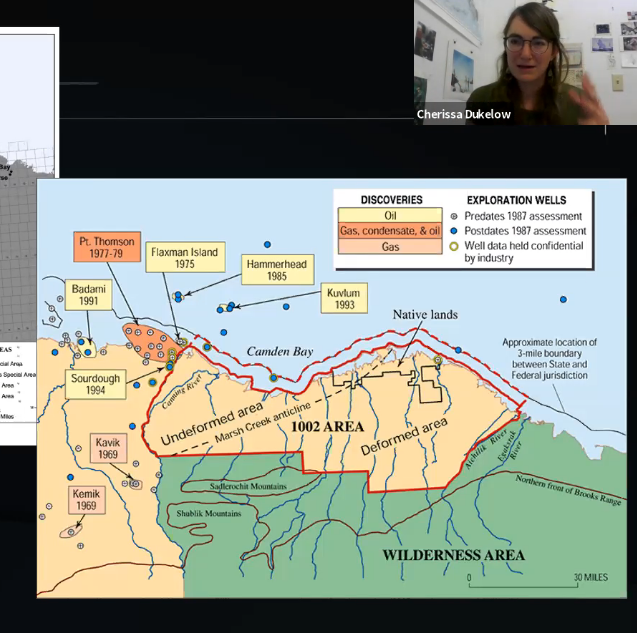 Cherissa Dukelow
DISCOVERIES
Oil
Gas, condensate, & oil
Gas
EXPLORATION WELLS
Predates 1987 assessment
Postdates 1987 assessment
Well data held confidential
by industry
Pt. Thomson
1977-79
Flaxman Island
1975
Hammerhead
1985
Badami
1991
Kuvlum
1993
Native lands
Camden Bay
Approximate location of
3-mile boundary
between State and
Federal jurisdiction
Sourdough
1994
Canning River
Undeformed area
Marsh Creek anticline
1002 AREA
Deformed area
Aichilik River
Egaksrak
River
Kavik
1969
Kemik
1969
Sadlerochit Mountains
Shublik Mountains
Northern front of Brooks Range
WILDERNESS AREA
0
30 MILES
Area
Area
Miles